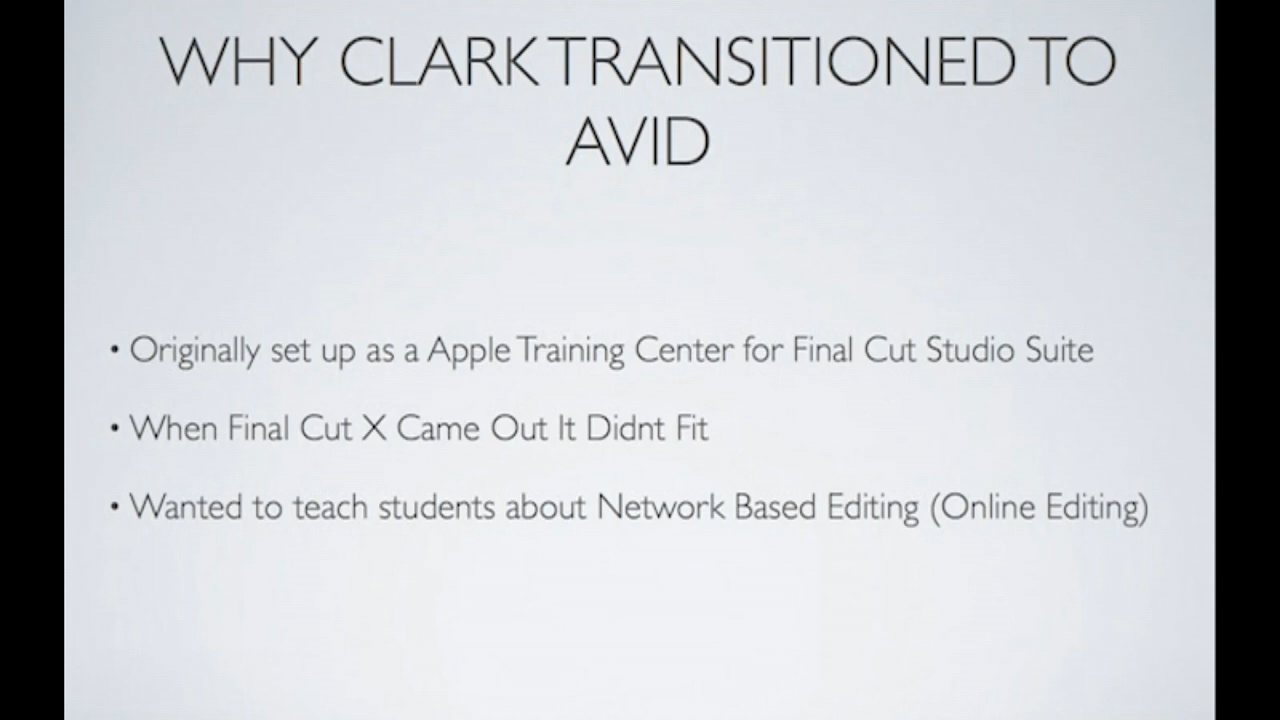 WHY CLARK TRANSITIONED TO
AVID
• Originally set up as a Apple Training Center for Final Cut Studio Suite
• When Final Cut X Came Out It Didnt Fit
• Wanted to teach students about Network Based Editing (Online Editing)